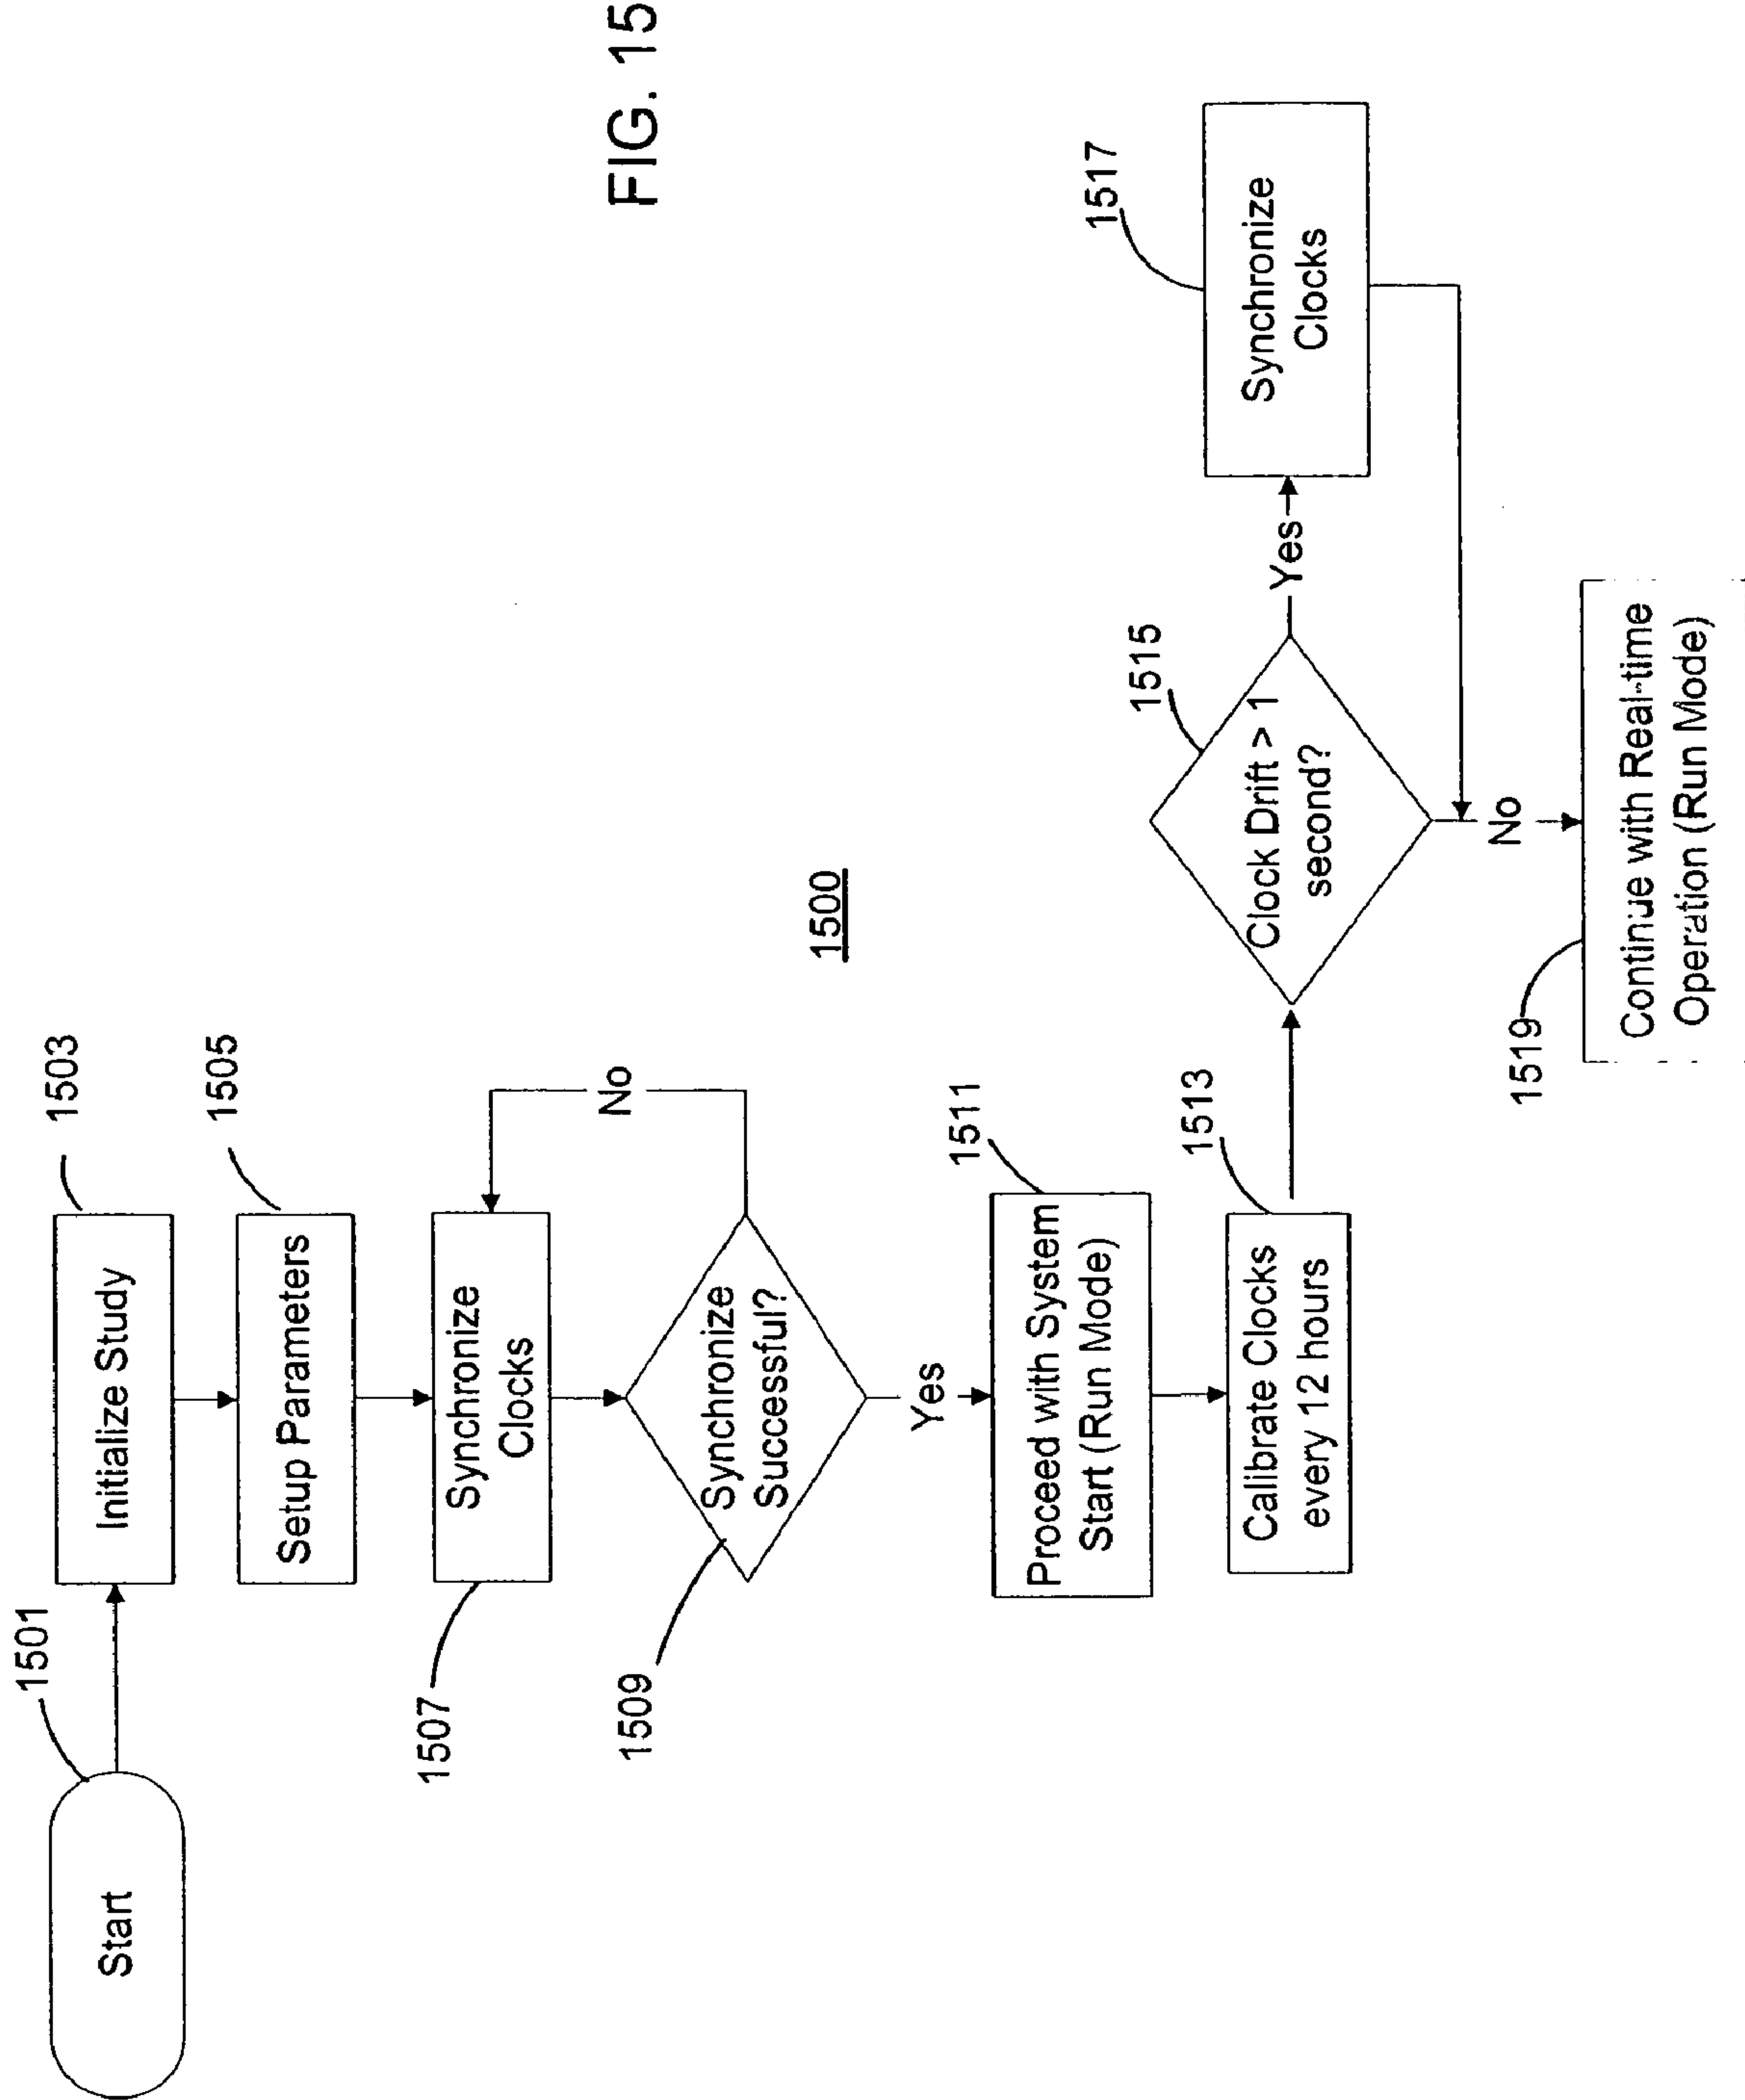 FIG. 15
1500
1501
Start
1503
Initialize Study
1505
Setup Parameters
1507
Synchronize
Clocks
1509
Synchronize
Successful?
No
Yes
1511
Proceed with System
Start (Run Mode)
1513
Calibrate Clocks
every 12 hours
1515
Clock Drift > 1
second?
Yes
1517
Synchronize
Clocks
No
1519
Continue with Real-time
Operation (Run Mode)